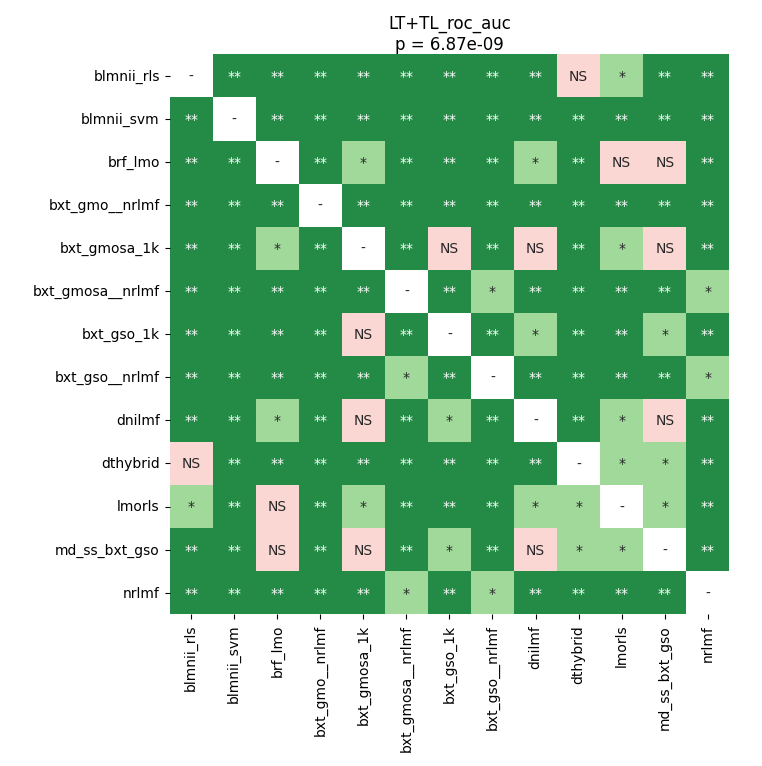 LT+TL_roc_auc
p = 6.87e-09
blmnii_rls - ** ** ** ** ** ** ** ** NS * ** **
blmnii_svm ** - ** ** ** ** ** ** ** ** ** ** **
brf_lmo ** ** - ** * ** ** ** * ** NS NS **
bxt_gmo__nrlmf ** ** ** - ** ** ** ** ** ** ** ** **
bxt_gmosa_1k ** ** * ** - ** NS ** NS ** * NS **
bxt_gmosa__nrlmf ** ** ** ** ** - ** * ** ** ** ** *
bxt_gso_1k ** ** ** ** NS ** - ** * ** ** * **
bxt_gso__nrlmf ** ** ** ** ** * ** - ** ** ** ** *
dnilmf ** ** * ** NS ** * ** - ** * NS **
dthybrid NS ** ** ** ** ** ** ** ** - * * **
lmorls * ** NS ** * ** ** ** * * - * **
md_ss_bxt_gso ** ** NS ** NS ** * ** NS * * - **
nrlmf ** ** ** ** ** * ** * ** ** ** ** -
blmnii_rls
blmnii_svm
brf_lmo
bxt_gmo__nrlmf
bxt_gmosa_1k
bxt_gmosa__nrlmf
bxt_gso_1k
bxt_gso__nrlmf
dnilmf
dthybrid
lmorls
md_ss_bxt_gso
nrlmf